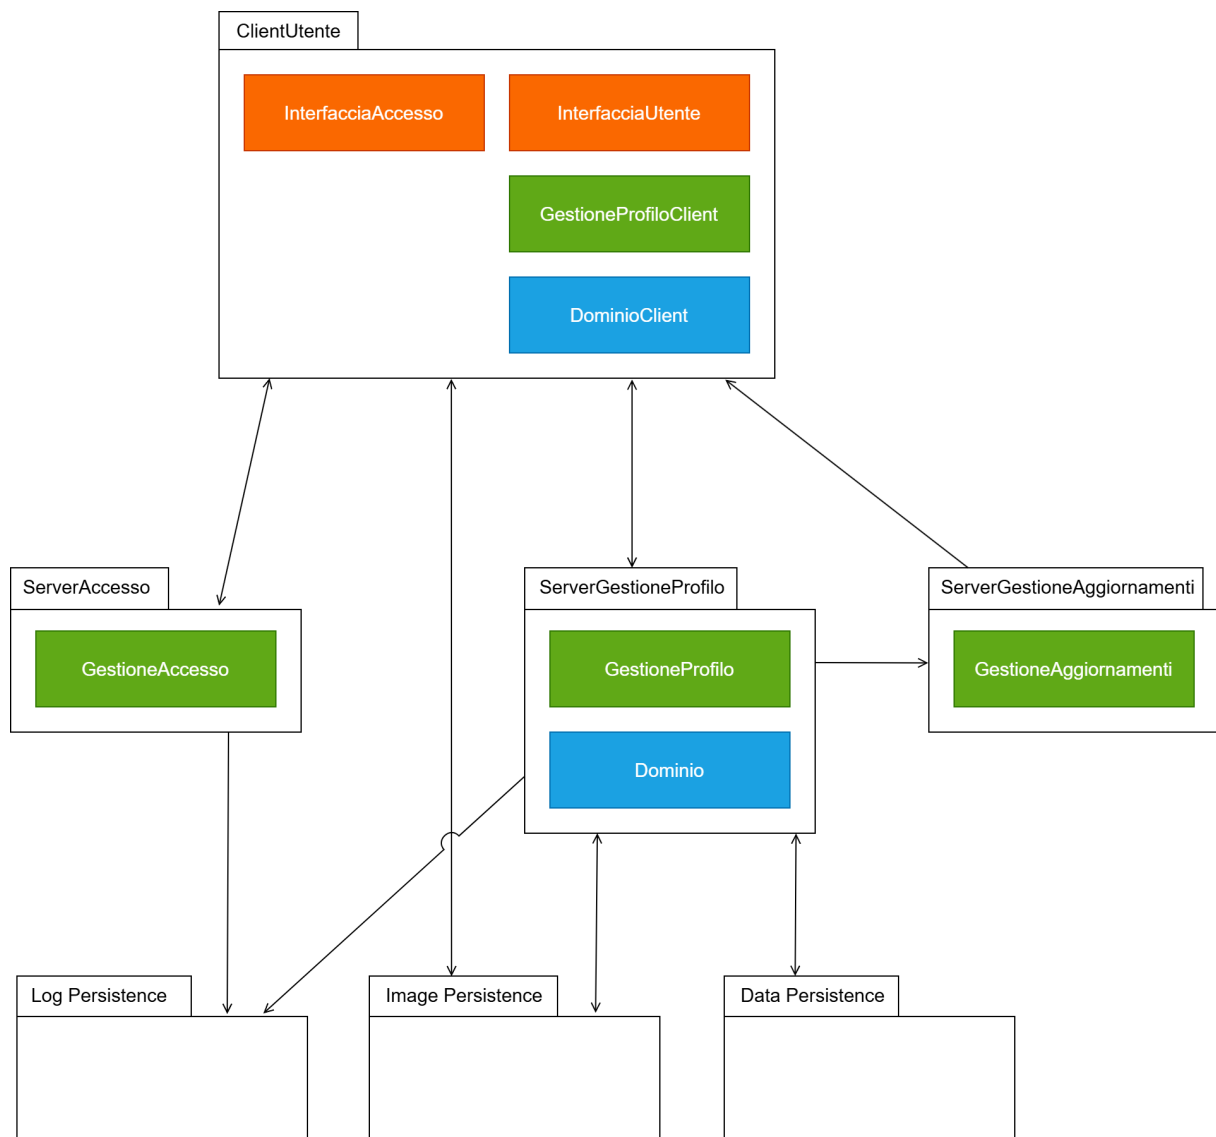 ClientUtente
InterfacciaAccesso
InterfacciaUtente
GestioneProfiloClient
DominioClient
ServerAccesso
ServerGestioneProfilo
ServerGestioneAggiornamenti
GestioneAccesso
GestioneProfilo
GestioneAggiornamenti
Dominio
Log Persistence
Image Persistence
Data Persistence